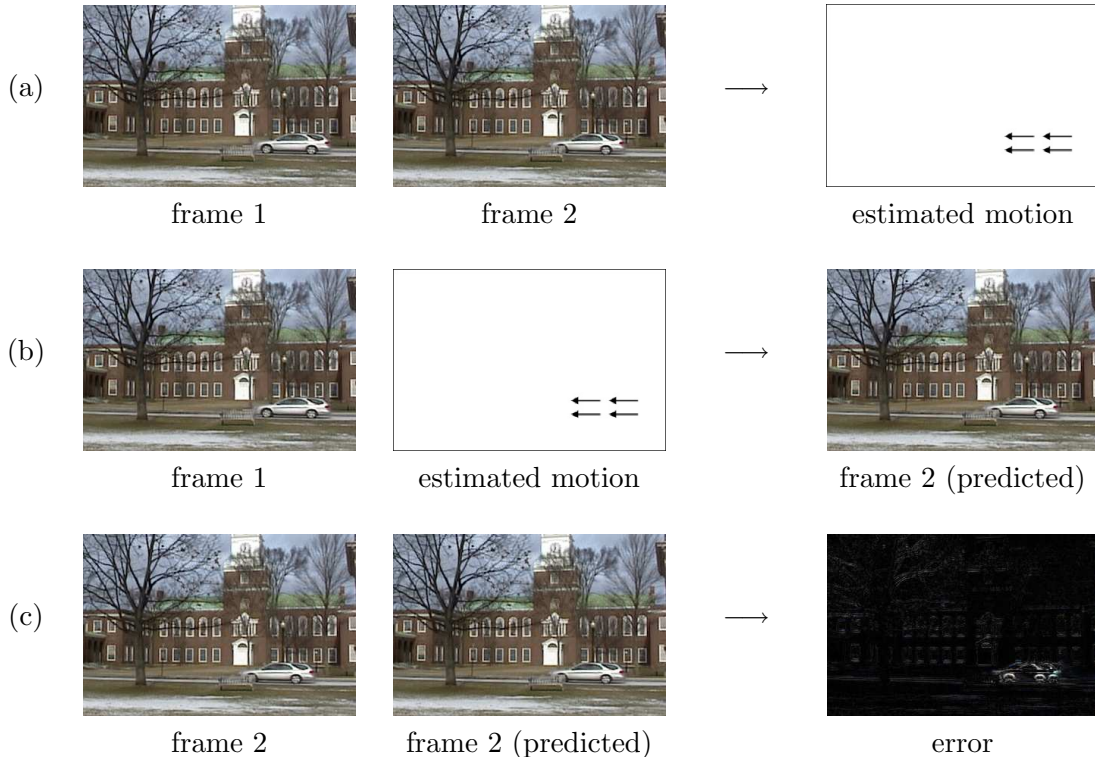 (a)
frame 1 frame 2 estimated motion
(b)
frame 1 estimated motion frame 2 (predicted)
(c)
frame 2 frame 2 (predicted) error